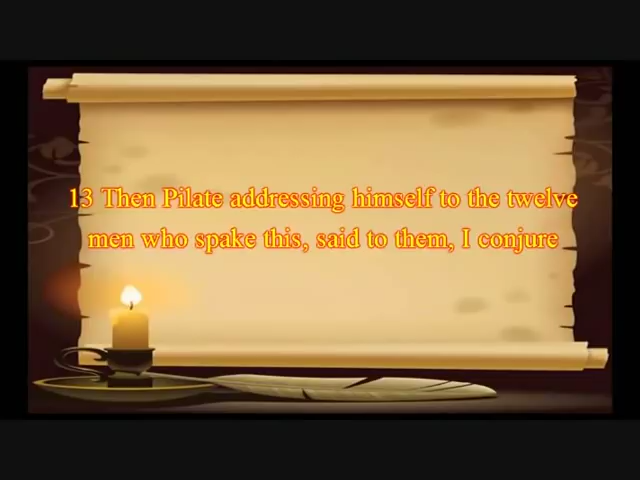 13 Then Pilate addressing himself to the twelve
men who spake this, said to them, I conjure